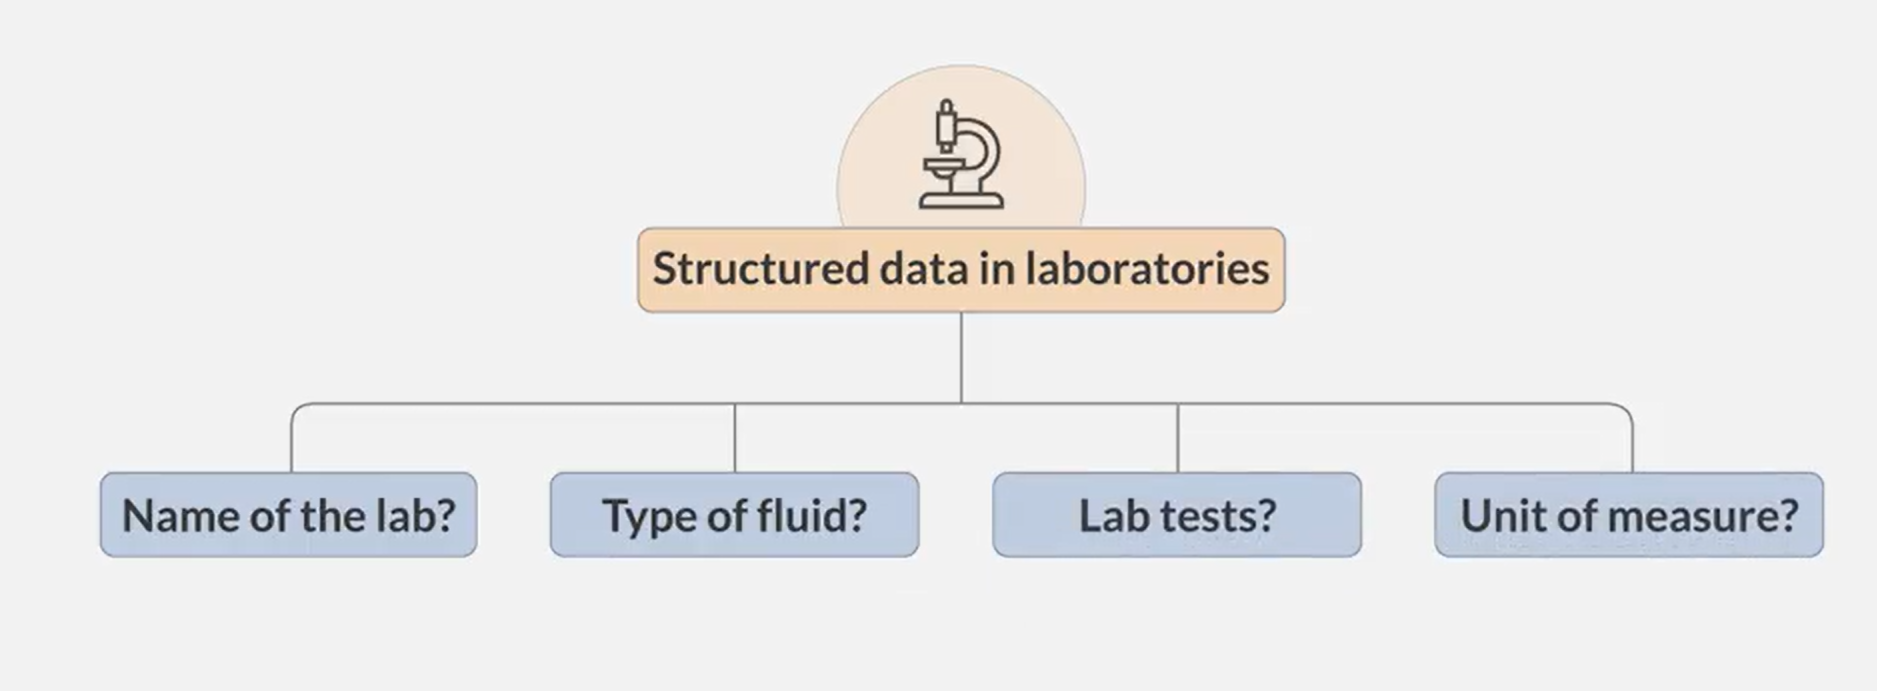 Structured data in laboratories
Name of the lab?
Type of fluid?
Lab tests?
Unit of measure?